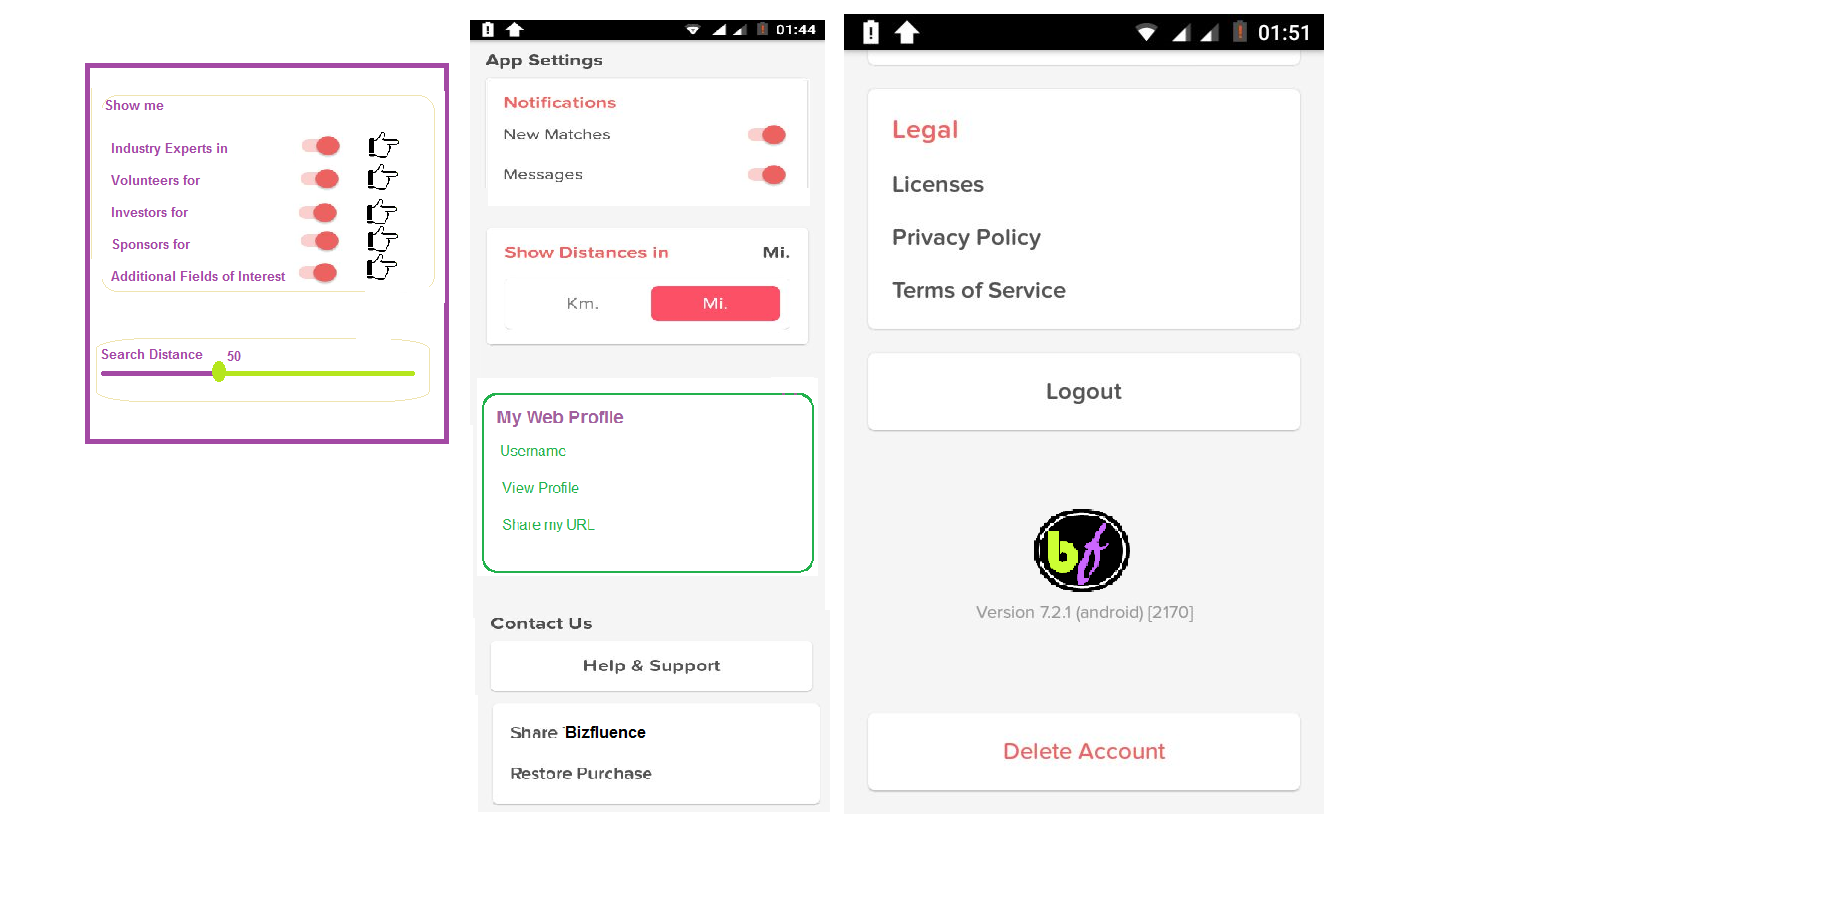 Show me
Industry Experts in
Volunteers for
Investors for
Sponsors for
Additional Fields of Interest
Search Distance 50
01:44
App Settings
Notifications
New Matches
Messages
Show Distances in Mi.
Km. Mi.
My Web Profile
Username
View Profile
Share my URL
Contact Us
Help & Support
Share Bizfluence
Restore Purchase
01:51
Legal
Licenses
Privacy Policy
Terms of Service
Logout
bf
Version 7.2.1 (android) [2170]
Delete Account